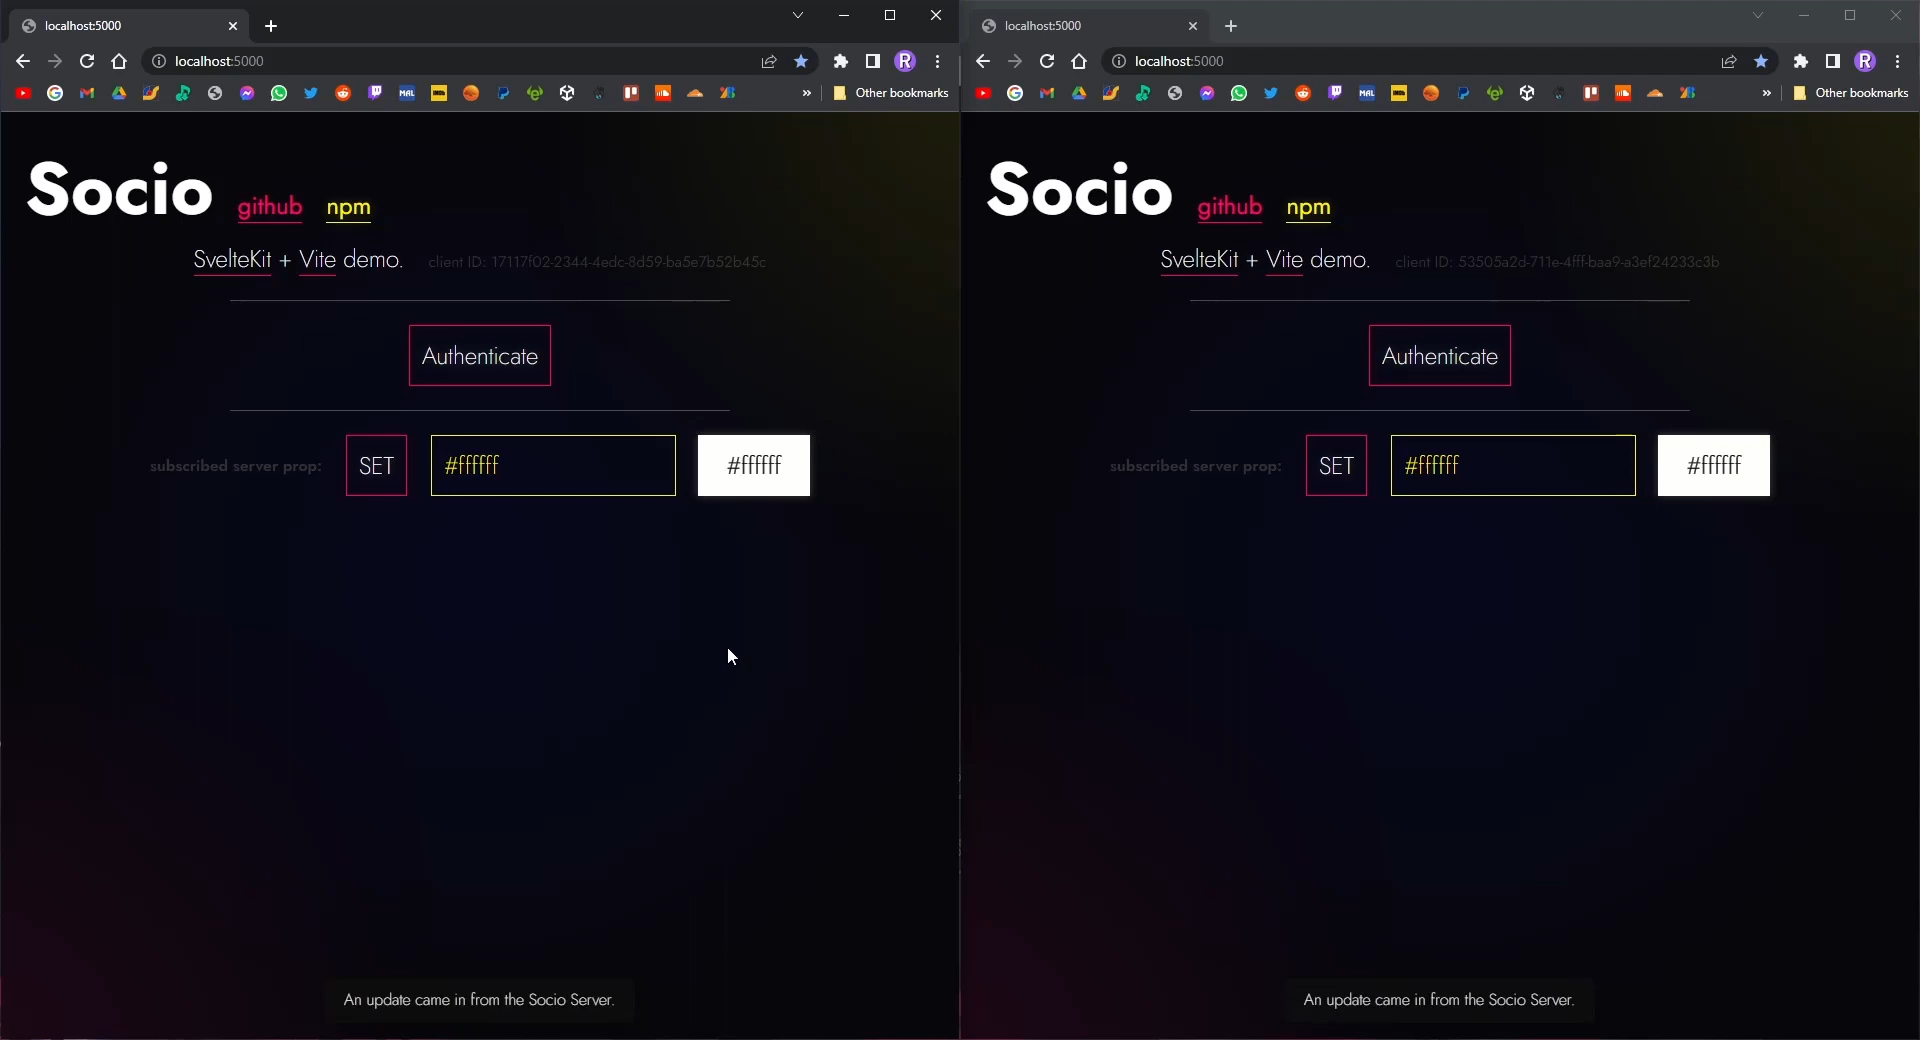 localhost:5000
localhost:5000
Other bookmarks
Socio github npm
SvelteKit + Vite demo. client ID: 17117f02-2344-4edc-8d59-ba5e7b52b45c
Authenticate
subscribed server prop: SET #ffffff #ffffff
An update came in from the Socio Server.
localhost:5000
localhost:5000
Other bookmarks
Socio github npm
SvelteKit + Vite demo. client ID: 53505a2d-711e-4fff-baa9-a3ef24233c3b
Authenticate
subscribed server prop: SET #ffffff #ffffff
An update came in from the Socio Server.